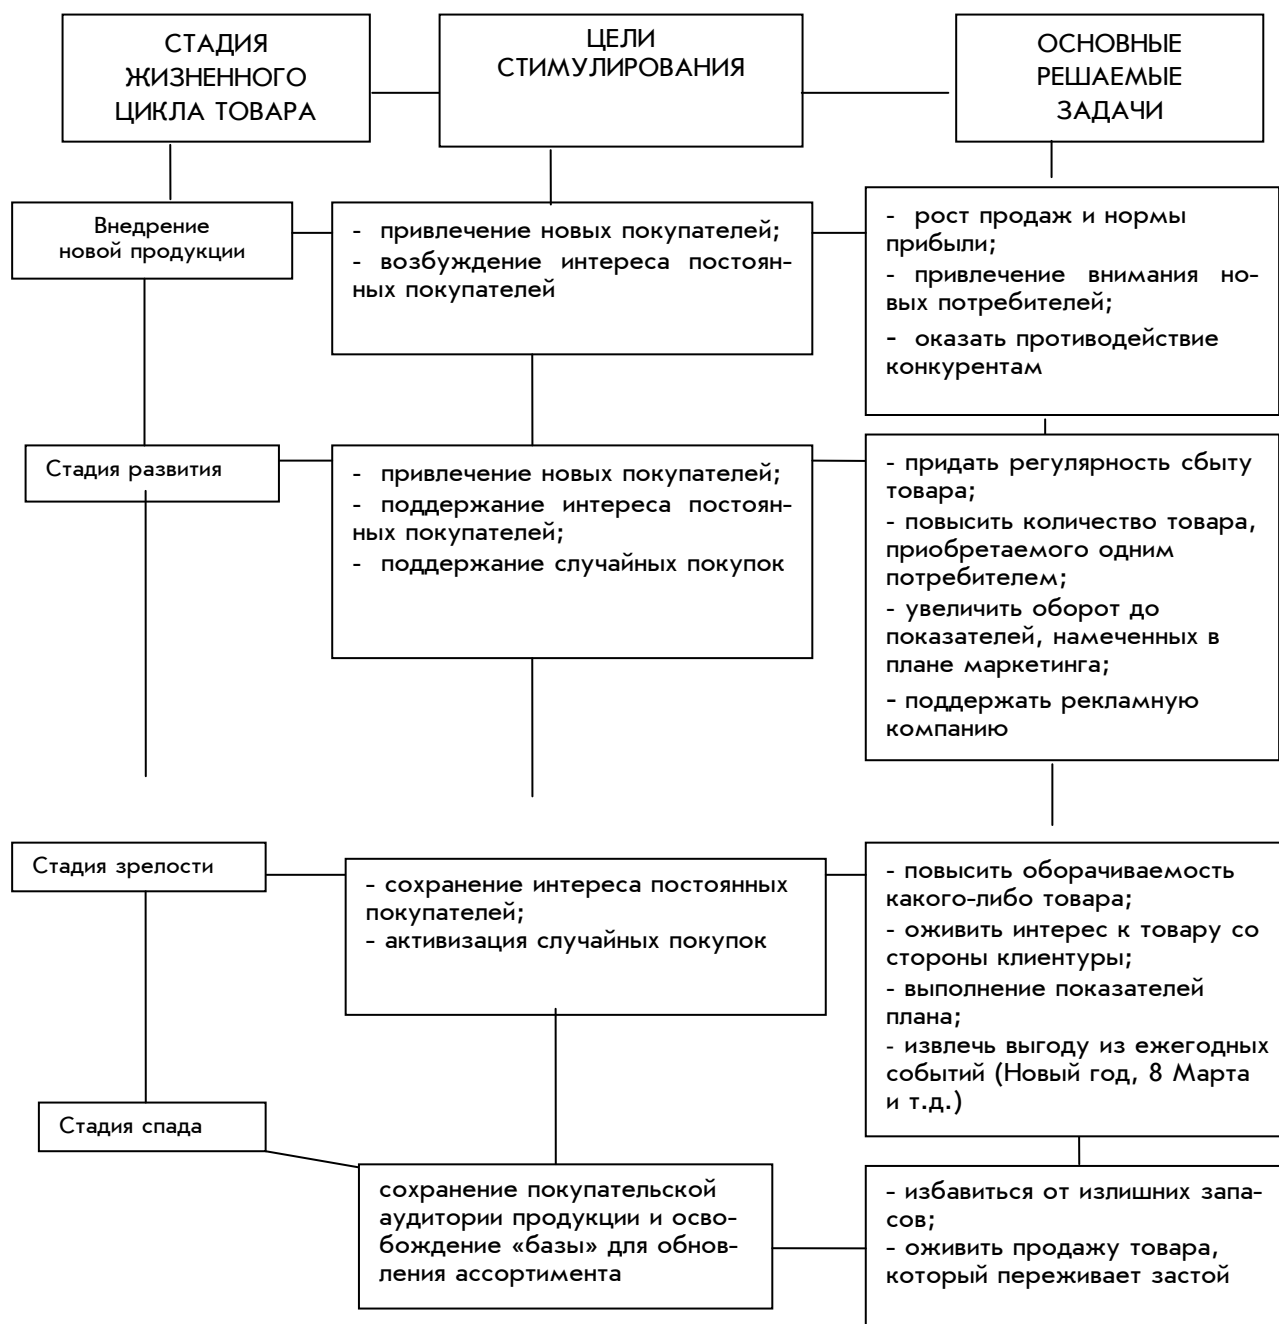 СТАДИЯ
ЖИЗНЕННОГО
ЦИКЛА ТОВАРА
ЦЕЛИ
СТИМУЛИРОВАНИЯ
ОСНОВНЫЕ
РЕШАЕМЫЕ
ЗАДАЧИ
Внедрение
новой продукции
- привлечение новых покупателей;
- возбуждение интереса постоян-
ных покупателей
- рост продаж и нормы
прибыли;
- привлечение внимания но-
вых потребителей;
- оказать противодействие
конкурентам
Стадия развития
- привлечение новых покупателей;
- поддержание интереса постоян-
ных покупателей;
- поддержание случайных покупок
- придать регулярность сбыту
товара;
- повысить количество товара,
приобретаемого одним
потребителем;
- увеличить оборот до
показателей, намеченных в
плане маркетинга;
- поддержать рекламную
компанию
Стадия зрелости
- сохранение интереса постоянных
покупателей;
- активизация случайных покупок
- повысить оборачиваемость
какого-либо товара;
- оживить интерес к товару со
стороны клиентуры;
- выполнение показателей
плана;
- извлечь выгоду из ежегодных
событий (Новый год, 8 Марта
и т.д.)
Стадия спада
сохранение покупательской
аудитории продукции и осво-
бождение «базы» для обнов-
ления ассортимента
- избавиться от излишних запа-
сов;
- оживить продажу товара,
который переживает застой